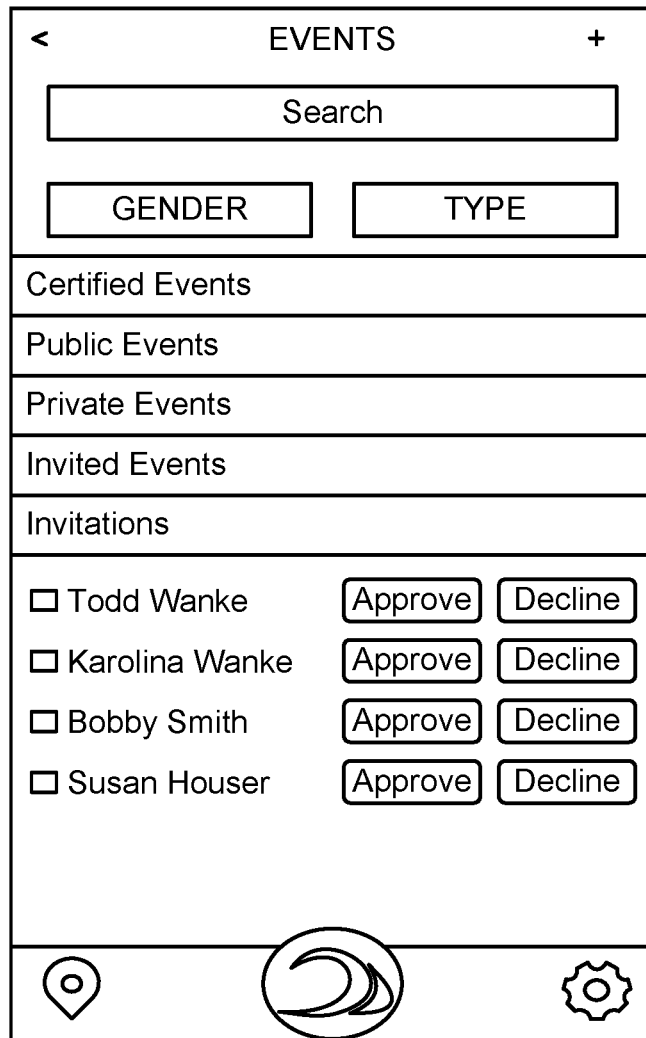 < EVENTS +
Search
GENDER TYPE
Certified Events
Public Events
Private Events
Invited Events
Invitations
Todd Wanke Approve Decline
Karolina Wanke Approve Decline
Bobby Smith Approve Decline
Susan Houser Approve Decline